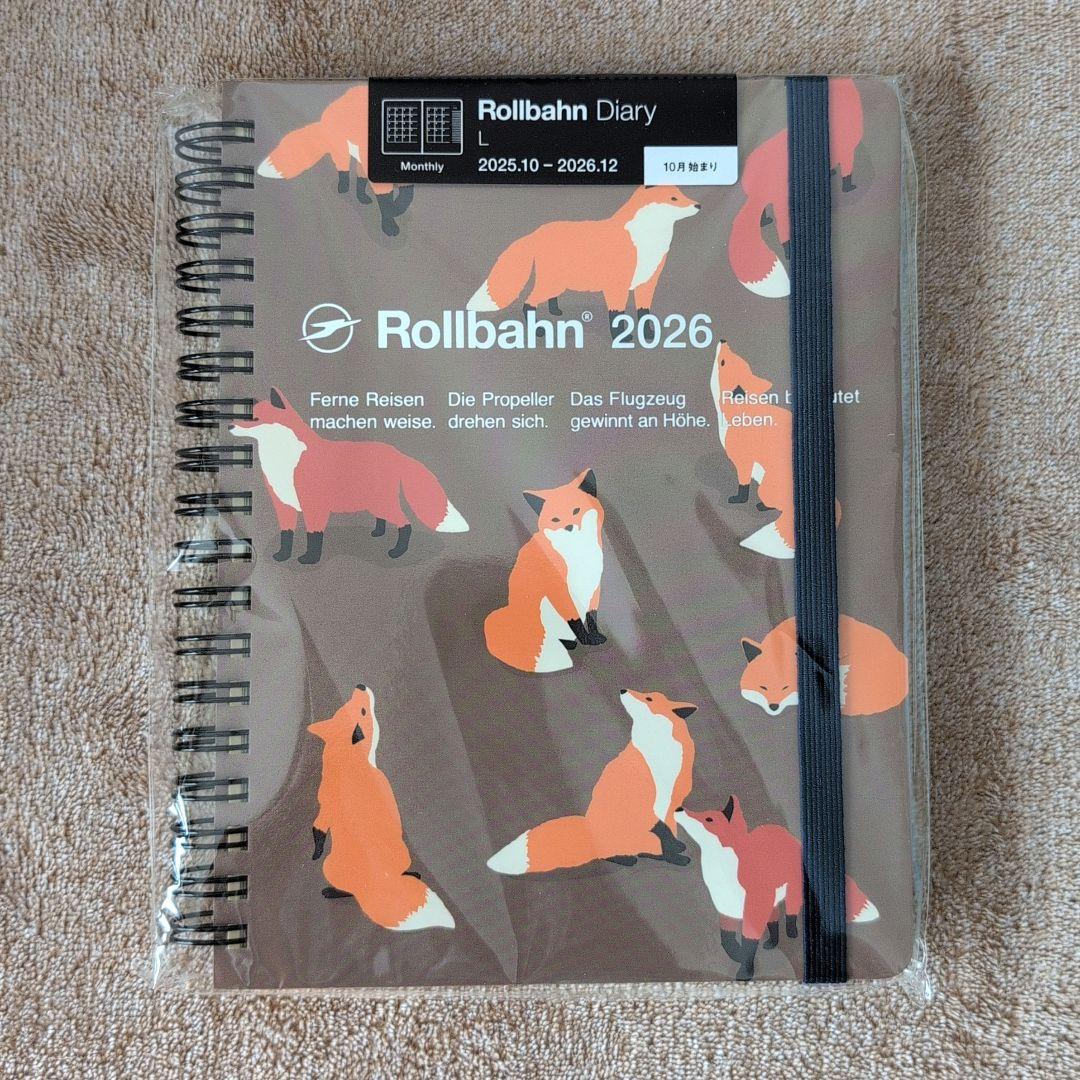 Rollbahn Diary
L
Monthly
2025.10 – 2026.12
10月始まり
Rollbahn® 2026
Ferne Reisen
machen weise.
Die Propeller
drehen sich.
Das Flugzeug
gewinnt an Höhe.
Reisen
Leben.